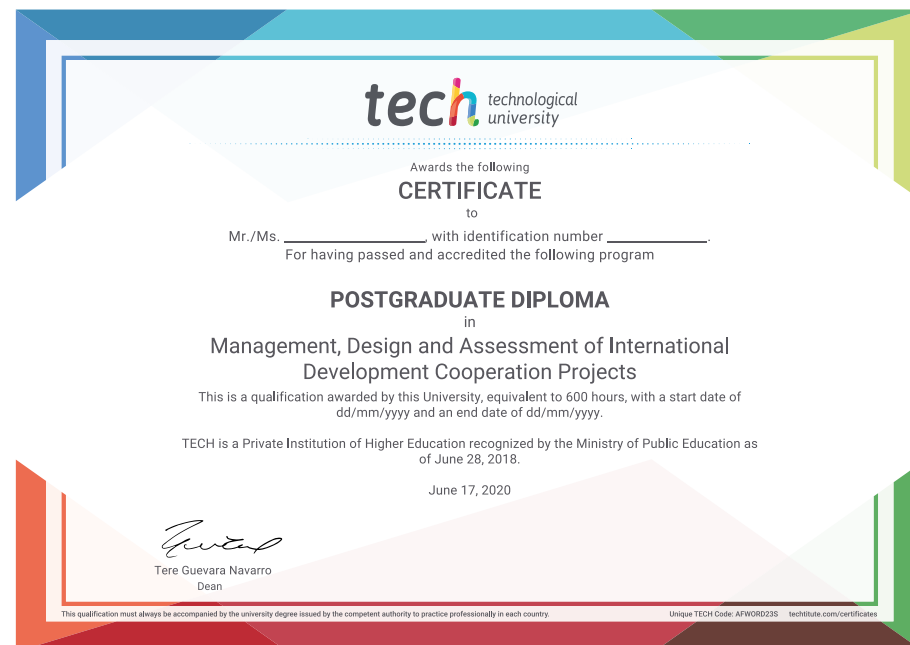 tech technological
university
Awards the following
CERTIFICATE
to
Mr./Ms. ____________________, with identification number ______________.
For having passed and accredited the following program
POSTGRADUATE DIPLOMA
in
Management, Design and Assessment of International
Development Cooperation Projects
This is a qualification awarded by this University, equivalent to 600 hours, with a start date of
dd/mm/yyyy and an end date of dd/mm/yyyy.
TECH is a Private Institution of Higher Education recognized by the Ministry of Public Education as
of June 28, 2018.
June 17, 2020
Tere Guevara Navarro
Dean
This qualification must always be accompanied by the university degree issued by the competent authority to practice professionally in each country. Unique TECH Code: AFWORD23S techtitute.com/certificates